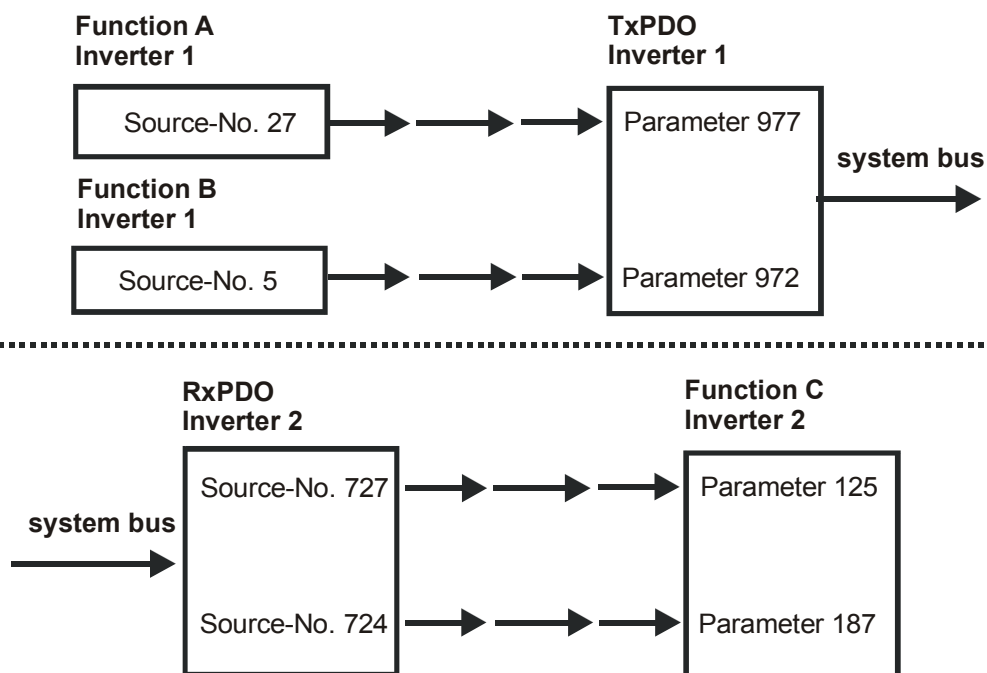 Function A
Inverter 1
Source-No. 27
Function B
Inverter 1
Source-No. 5
TxPDO
Inverter 1
Parameter 977
Parameter 972
system bus
system bus
RxPDO
Inverter 2
Source-No. 727
Source-No. 724
Function C
Inverter 2
Parameter 125
Parameter 187